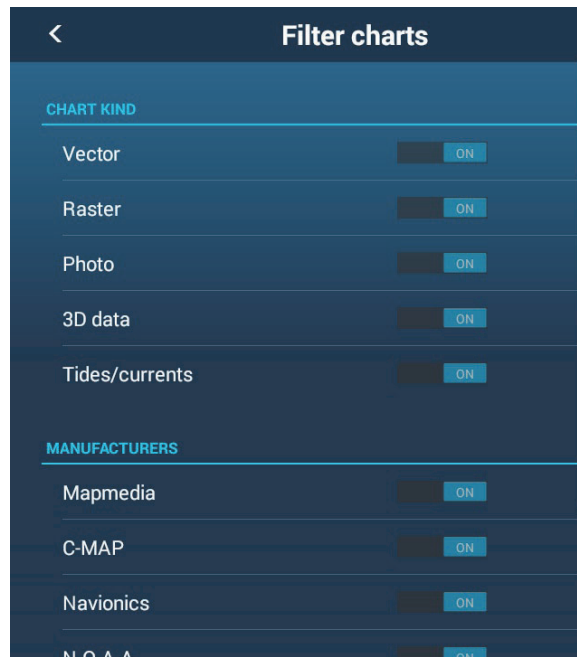 Filter charts
CHART KIND
Vector ON
Raster ON
Photo ON
3D data ON
Tides/currents ON
MANUFACTURERS
Mapmedia ON
C-MAP ON
Navionics ON
N.O.A.A ON